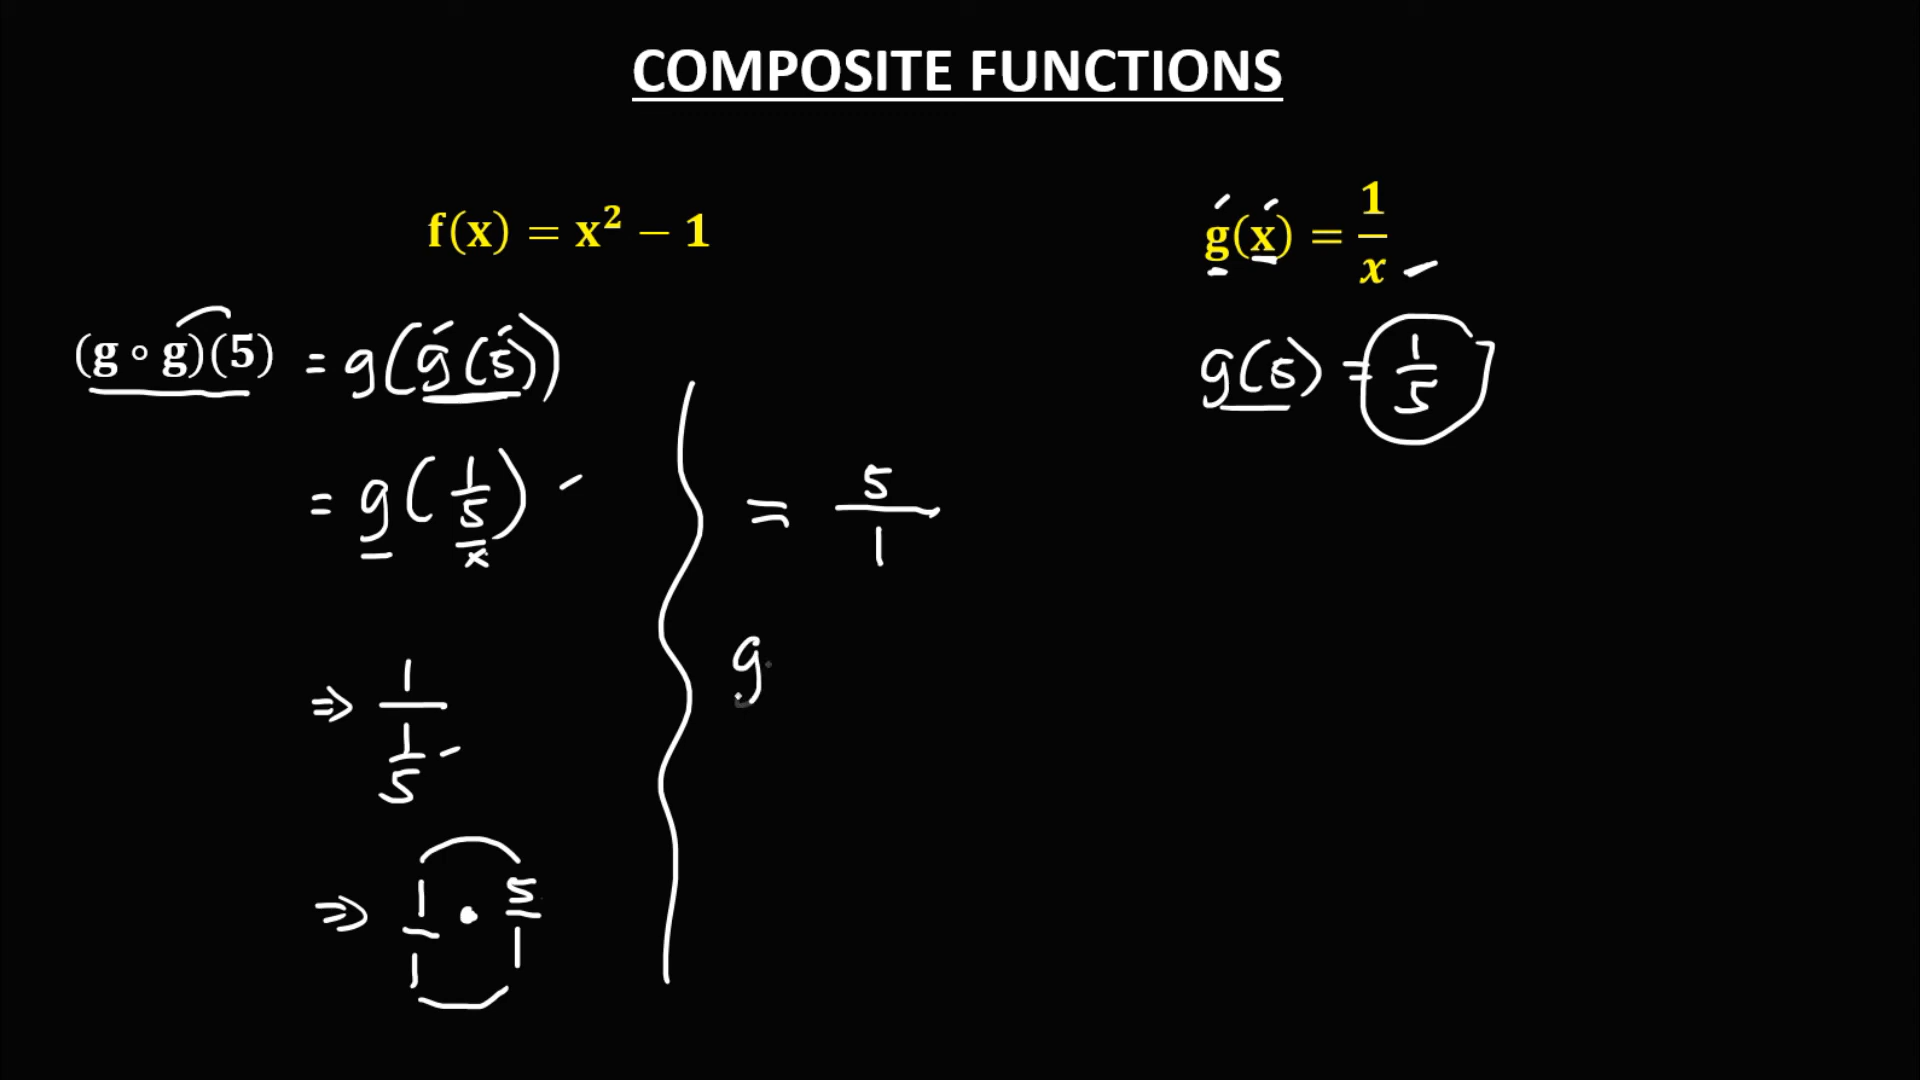 COMPOSITE FUNCTIONS
f(x) = x² − 1
g(x) = 1/x
(g ∘ g)(5) = g(g(5))
g(5) = 1/5
= g(1/5)
x
⇒ 1/(1/5)
⇒ 1/1 · 5/1
= 5/1
g